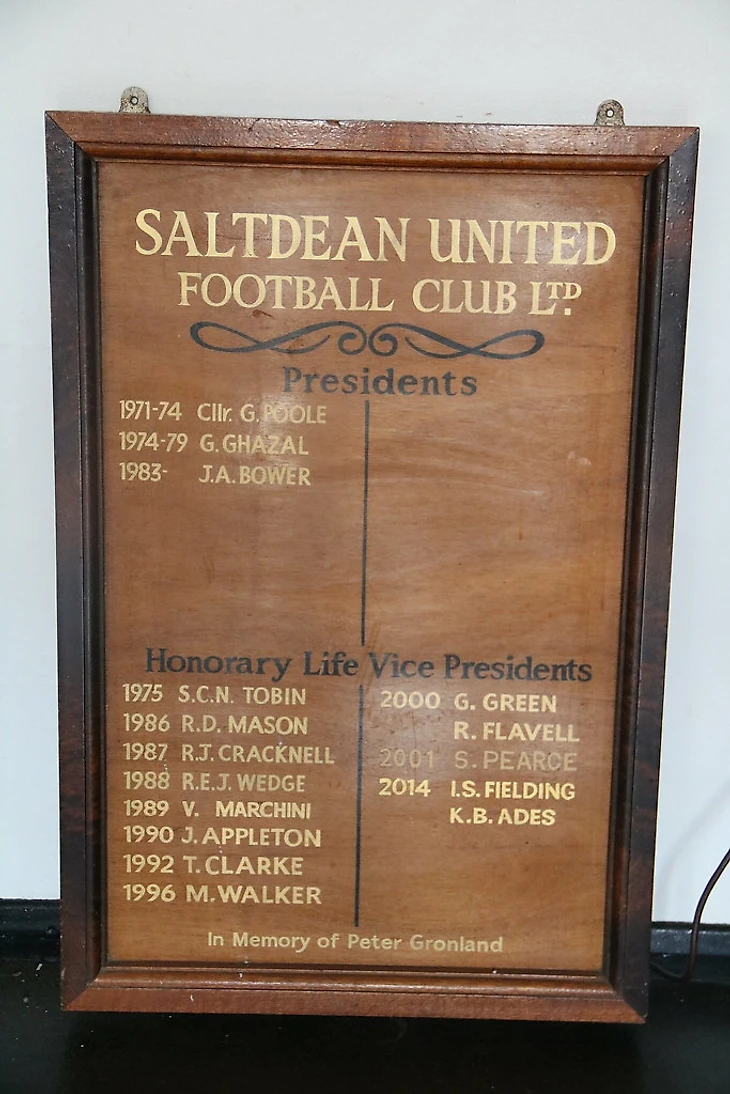 SALTDEAN UNITED
FOOTBALL CLUB LTD.
Presidents
1971-74 Cllr. G. POOLE
1974-79 G. GHAZAL
1983- J.A. BOWER
Honorary Life Vice Presidents
1975 S.C.N. TOBIN
1986 R.D. MASON
1987 R.J. CRACKNELL
1988 R.E.J. WEDGE
1989 V. MARCHINI
1990 J. APPLETON
1992 T. CLARKE
1996 M. WALKER
2000 G. GREEN
R. FLAVELL
2001 S. PEARCE
2014 I.S. FIELDING
K.B. ADES
In Memory of Peter Gronland